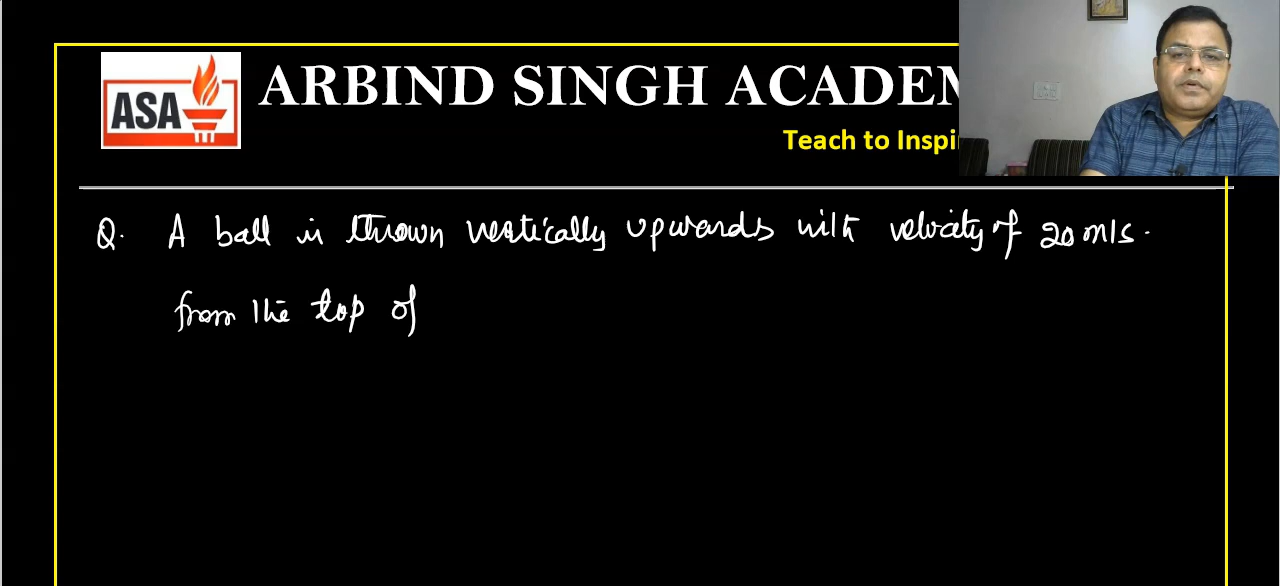 ASA
ARBIND SINGH ACADEM
Teach to Inspi
Q. A ball is thrown vertically upwards with velocity of 20 m/s.
from the top of